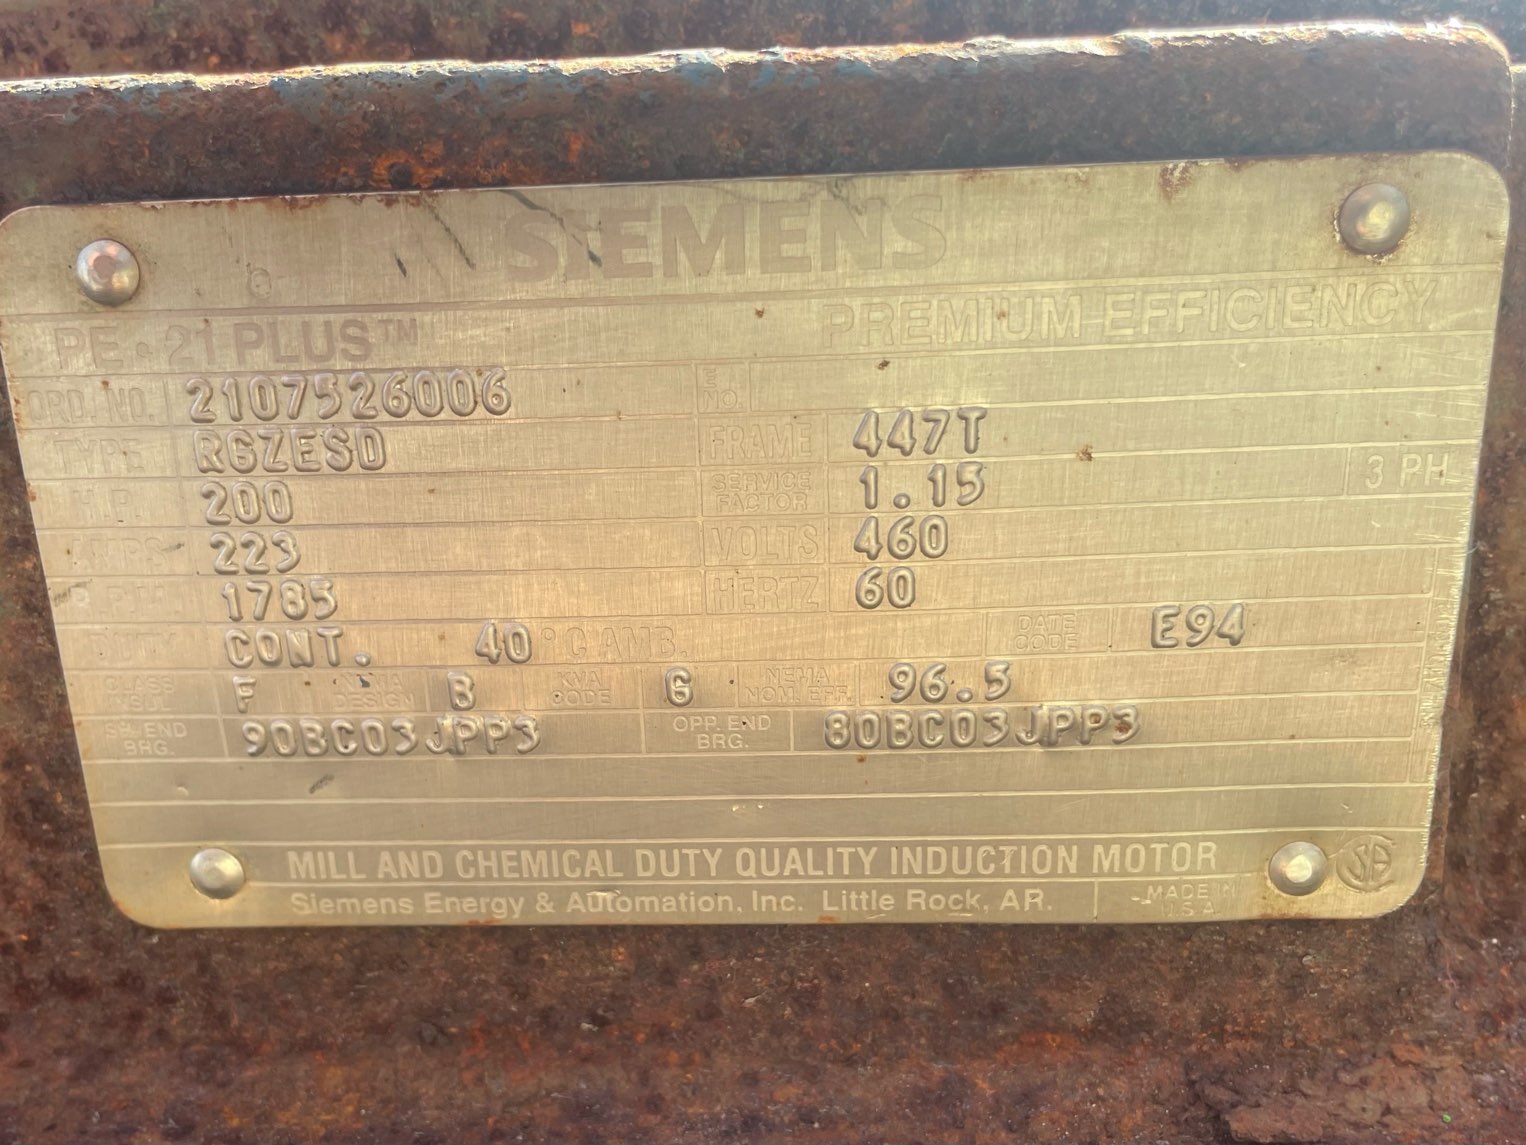 SIEMENS
PE•21 PLUS™ PREMIUM EFFICIENCY
ORD. NO. 2107526006 E NO.
TYPE RGZESD FRAME 447T
H.P. 200 SERVICE FACTOR 1.15 3 PH
AMPS 223 VOLTS 460
R.P.M. 1785 HERTZ 60
DUTY CONT. 40°C AMB. DATE CODE E94
CLASS INSUL F NEMA DESIGN B KVA CODE G NEMA NOM. EFF. 96.5
SH. END BRG. 90BC03JPP3 OPP. END BRG. 80BC03JPP3
MILL AND CHEMICAL DUTY QUALITY INDUCTION MOTOR
Siemens Energy & Automation, Inc. Little Rock, AR. MADE IN U.S.A.